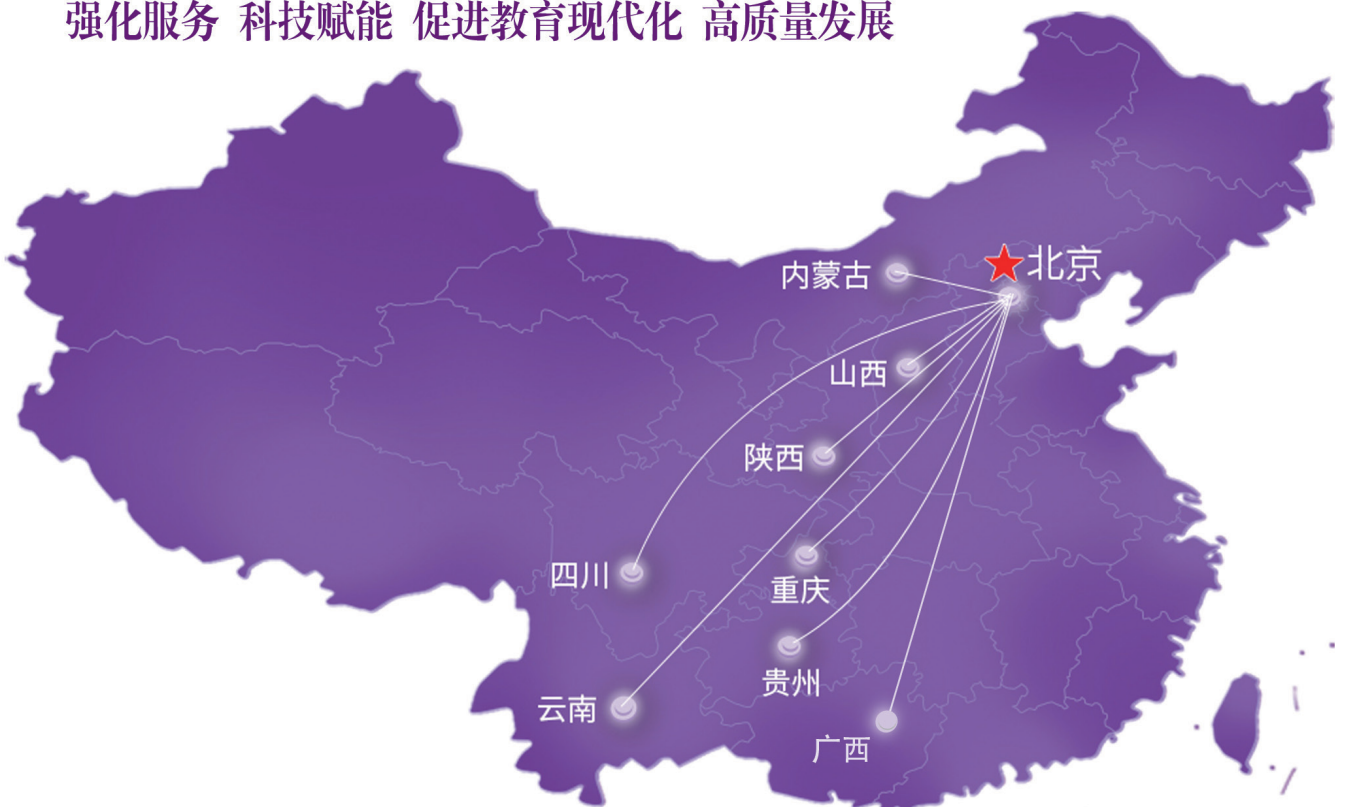 强化服务 科技赋能 促进教育现代化 高质量发展
北京
内蒙古
山西
陕西
四川
重庆
贵州
云南
广西